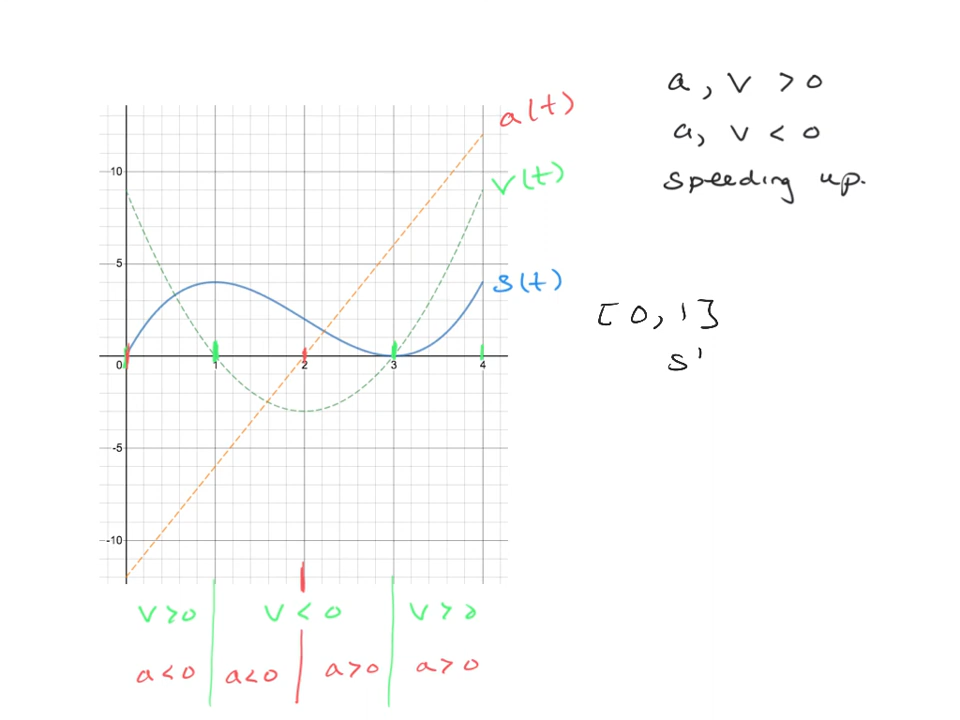 a, v > 0
a, v < 0
speeding up.
a(t)
v(t)
s(t)
[0, 1]
s'
10
5
0
1
2
3
4
-5
-10
v > 0
v < 0
v > 0
a < 0
a < 0
a > 0
a > 0